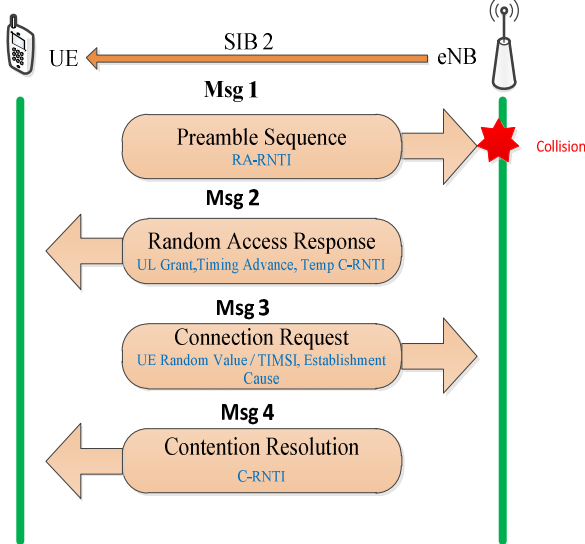 SIB 2
UE
eNB
Msg 1
Preamble Sequence
RA-RNTI
Collision
Msg 2
Random Access Response
UL Grant,Timing Advance, Temp C-RNTI
Msg 3
Connection Request
UE Random Value / TIMSI, Establishment
Cause
Msg 4
Contention Resolution
C-RNTI